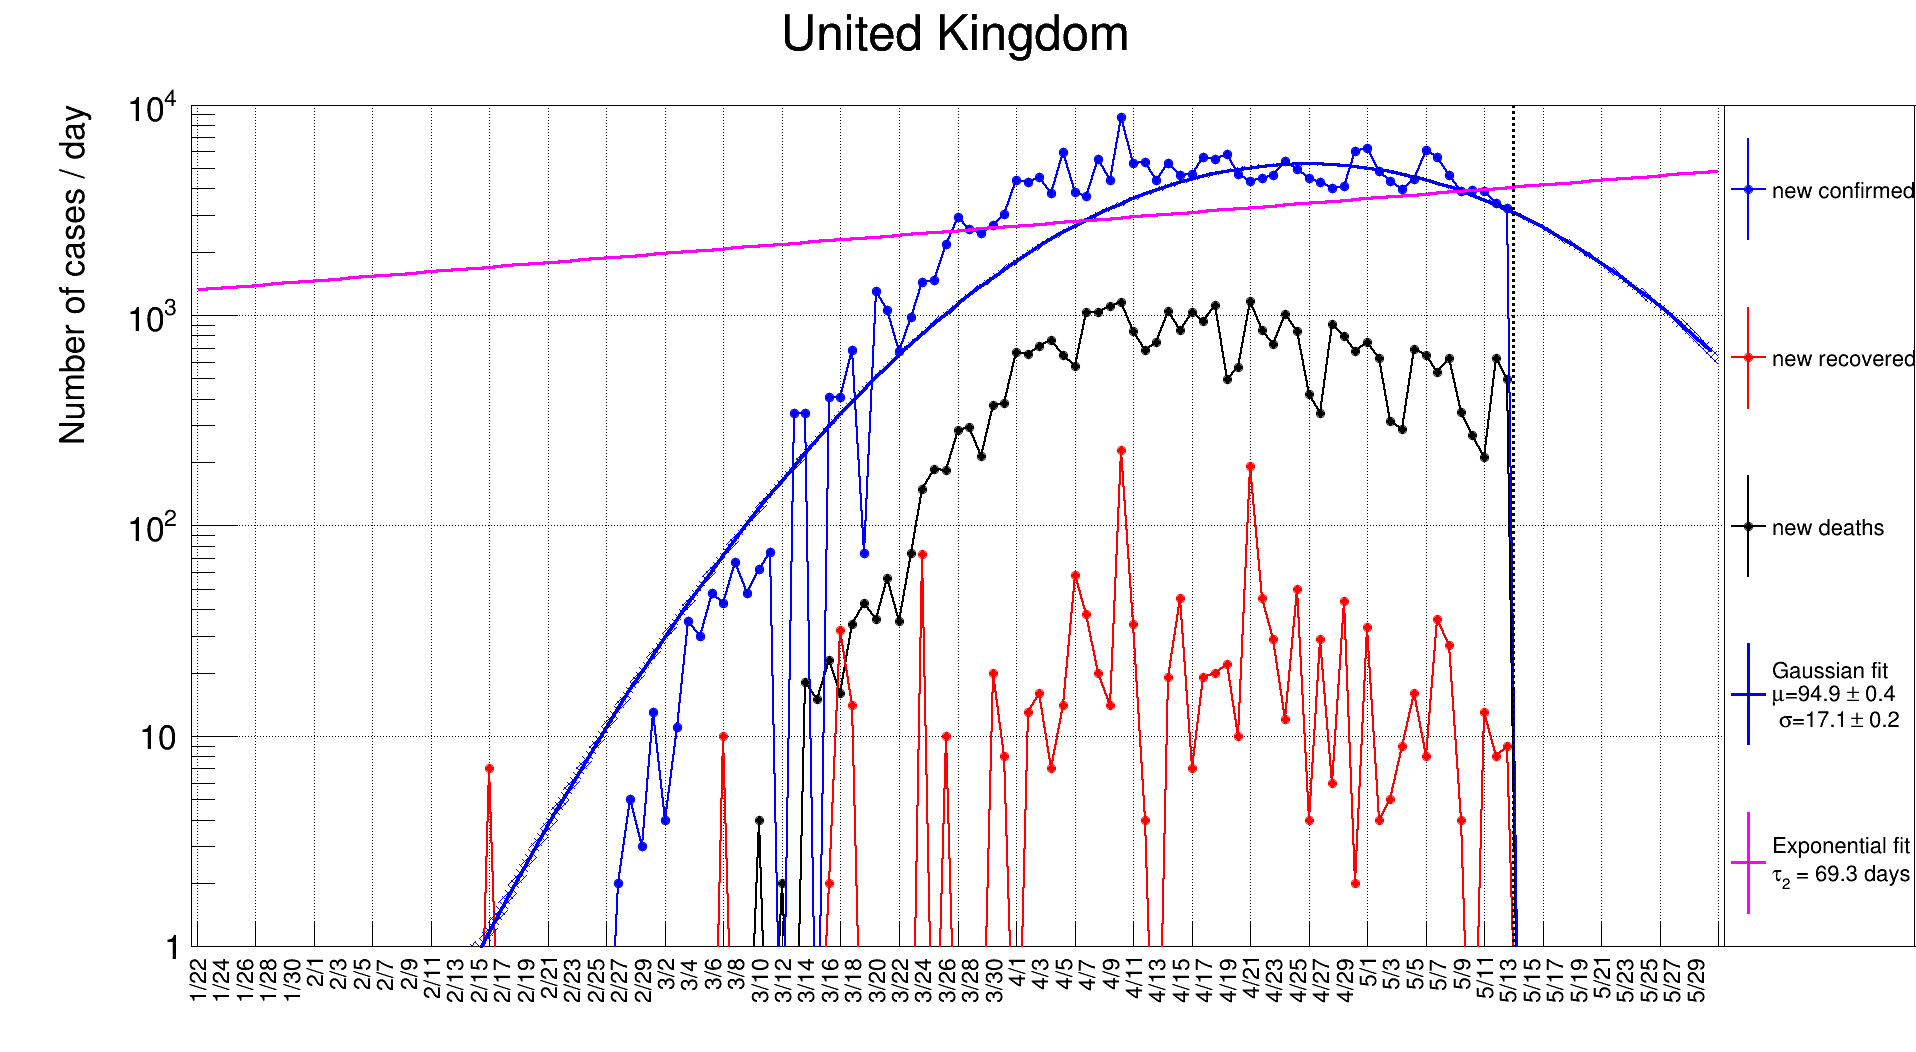 United Kingdom
Number of cases / day
10^4
10^3
10^2
10
1
1/22 1/24 1/26 1/28 1/30 2/1 2/3 2/5 2/7 2/9 2/11 2/13 2/15 2/17 2/19 2/21 2/23 2/25 2/27 2/29 3/2 3/4 3/6 3/8 3/10 3/12 3/14 3/16 3/18 3/20 3/22 3/24 3/26 3/28 3/30 4/1 4/3 4/5 4/7 4/9 4/11 4/13 4/15 4/17 4/19 4/21 4/23 4/25 4/27 4/29 5/1 5/3 5/5 5/7 5/9 5/11 5/13 5/15 5/17 5/19 5/21 5/23 5/25 5/27 5/29
new confirmed
new recovered
new deaths
Gaussian fit
μ=94.9 ± 0.4
σ=17.1 ± 0.2
Exponential fit
τ₂ = 69.3 days